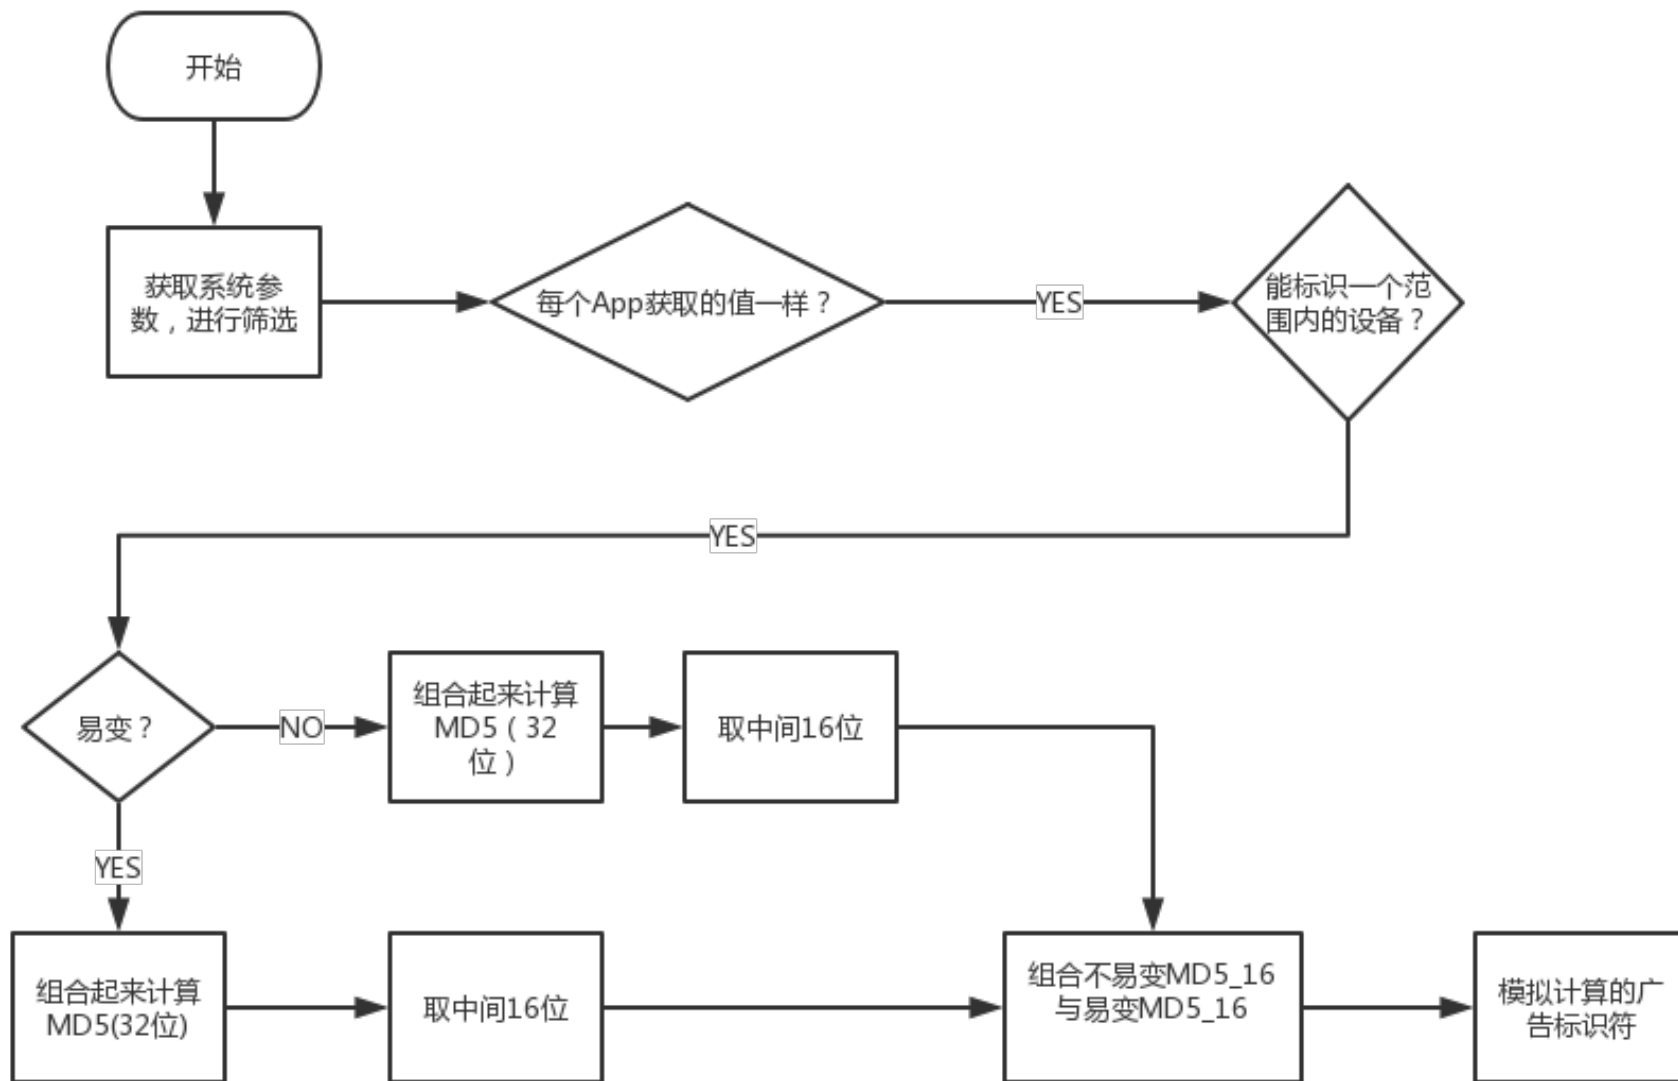 开始
获取系统参
数，进行筛选
每个App获取的值一样？
YES
能标识一个范
围内的设备？
YES
易变？
NO
组合起来计算
MD5（32
位）
取中间16位
YES
组合起来计算
MD5(32位)
取中间16位
组合不易变MD5_16
与易变MD5_16
模拟计算的广
告标识符